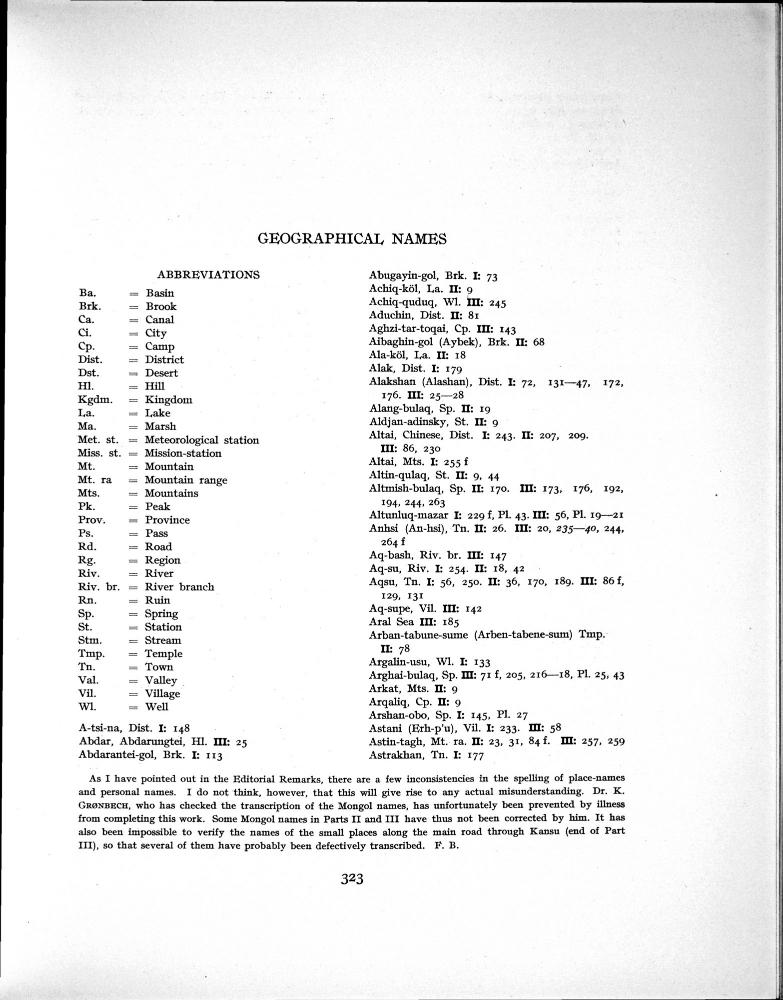 GEOGRAPHICAL NAMES
ABBREVIATIONS
Ba. = Basin
Brk. = Brook
Ca. = Canal
Ci. = City
Cp. = Camp
Dist. = District
Dst. = Desert
Hl. = Hill
Kgdm. = Kingdom
La. = Lake
Ma. = Marsh
Met. st. = Meteorological station
Miss. st. = Mission-station
Mt. = Mountain
Mt. ra = Mountain range
Mts. = Mountains
Pk. = Peak
Prov. = Province
Ps. = Pass
Rd. = Road
Rg. = Region
Riv. = River
Riv. br. = River branch
Rn. = Ruin
Sp. = Spring
St. = Station
Stm. = Stream
Tmp. = Temple
Tn. = Town
Val. = Valley
Vil. = Village
Wl. = Well
A-tsi-na, Dist. I: 148
Abdar, Abdarungtei, Hl. III: 25
Abdarantei-gol, Brk. I: 113
Abugayin-gol, Brk. I: 73
Achiq-köl, La. II: 9
Achiq-quduq, Wl. III: 245
Aduchin, Dist. II: 81
Aghzi-tar-toqai, Cp. III: 143
Aibaghin-gol (Aybek), Brk. II: 68
Ala-köl, La. II: 18
Alak, Dist. I: 179
Alakshan (Alashan), Dist. I: 72, 131—47, 172,
176. III: 25—28
Alang-bulaq, Sp. II: 19
Aldjan-adinsky, St. II: 9
Altai, Chinese, Dist. I: 243. II: 207, 209.
III: 86, 230
Altai, Mts. I: 255 f
Altin-qulaq, St. II: 9, 44
Altmish-bulaq, Sp. II: 170. III: 173, 176, 192,
194, 244, 263
Altunluq-mazar I: 229 f, Pl. 43. III: 56, Pl. 19—21
Anhsi (An-hsi), Tn. II: 26. III: 20, 235—40, 244,
264 f
Aq-bash, Riv. br. III: 147
Aq-su, Riv. I: 254. II: 18, 42
Aqsu, Tn. I: 56, 250. II: 36, 170, 189. III: 86 f,
129, 131
Aq-supe, Vil. III: 142
Aral Sea III: 185
Arban-tabune-sume (Arben-tabene-sum) Tmp.
II: 78
Argalin-usu, Wl. I: 133
Arghai-bulaq, Sp. III: 71 f, 205, 216—18, Pl. 25, 43
Arkat, Mts. II: 9
Arqaliq, Cp. II: 9
Arshan-obo, Sp. I: 145, Pl. 27
Astani (Erh-p'u), Vil. I: 233. III: 58
Astin-tagh, Mt. ra. II: 23, 31, 84 f. III: 257, 259
Astrakhan, Tn. I: 177
As I have pointed out in the Editorial Remarks, there are a few inconsistencies in the spelling of place-names
and personal names. I do not think, however, that this will give rise to any actual misunderstanding. Dr. K.
GRØNBECH, who has checked the transcription of the Mongol names, has unfortunately been prevented by illness
from completing this work. Some Mongol names in Parts II and III have thus not been corrected by him. It has
also been impossible to verify the names of the small places along the main road through Kansu (end of Part
III), so that several of them have probably been defectively transcribed. F. B.
323